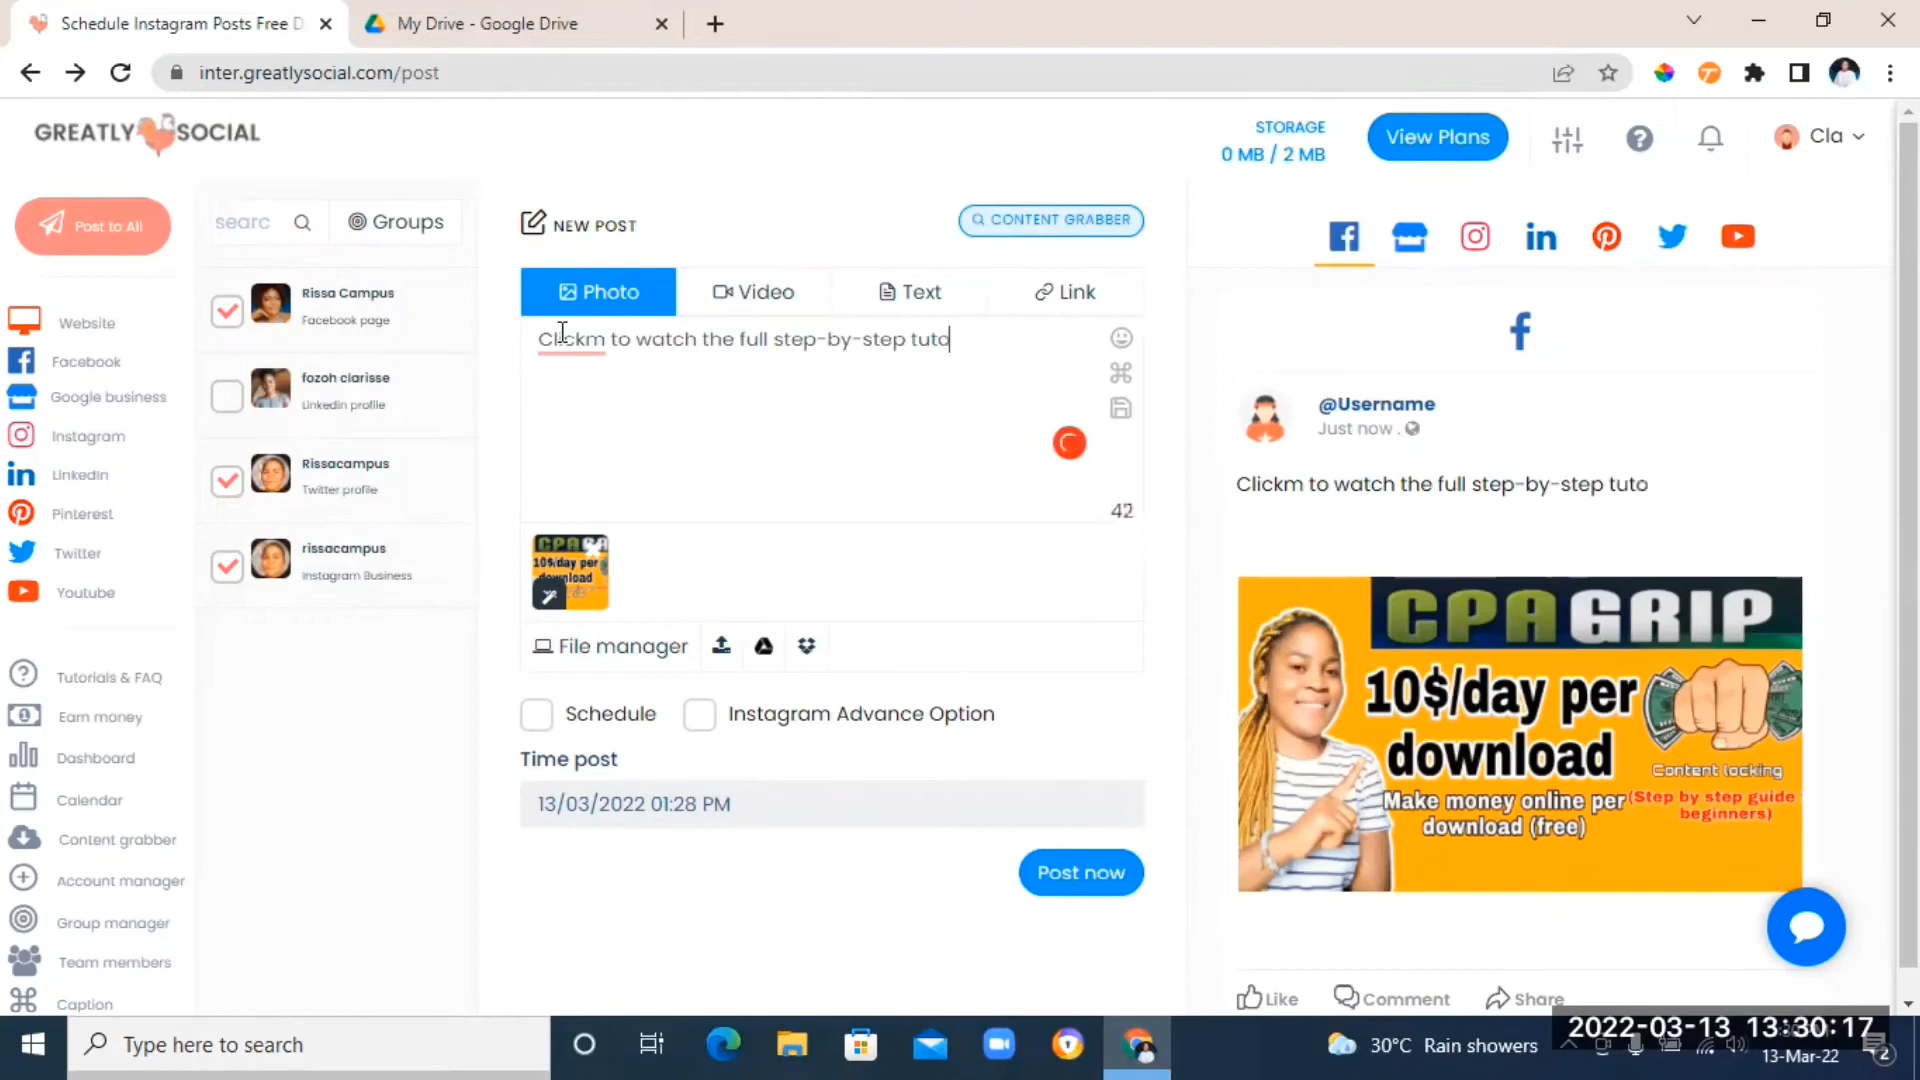 Schedule Instagram Posts Free D
My Drive - Google Drive
inter.greatlysocial.com/post
GREATLY SOCIAL
STORAGE
0 MB / 2 MB
View Plans
Cla
Post to All
searc
Groups
NEW POST
CONTENT GRABBER
Website
Facebook
Google business
Instagram
LinkedIn
Pinterest
Twitter
Youtube
Tutorials & FAQ
Earn money
Dashboard
Calendar
Content grabber
Account manager
Group manager
Team members
Caption
Rissa Campus
Facebook page
fozoh clarisse
Linkedin profile
Rissacampus
Twitter profile
rissacampus
Instagram Business
Photo
Video
Text
Link
Clickm to watch the full step-by-step tuto
42
10$/day per
download
File manager
Schedule
Instagram Advance Option
Time post
13/03/2022 01:28 PM
Post now
@Username
Just now .
Clickm to watch the full step-by-step tuto
CPAGRIP
10$/day per
download
Content locking
Make money online per
download (free)
(Step by step guide
beginners)
Like
Comment
Share
2022-03-13 13:30:17
Type here to search
30°C Rain showers
13-Mar-22
2